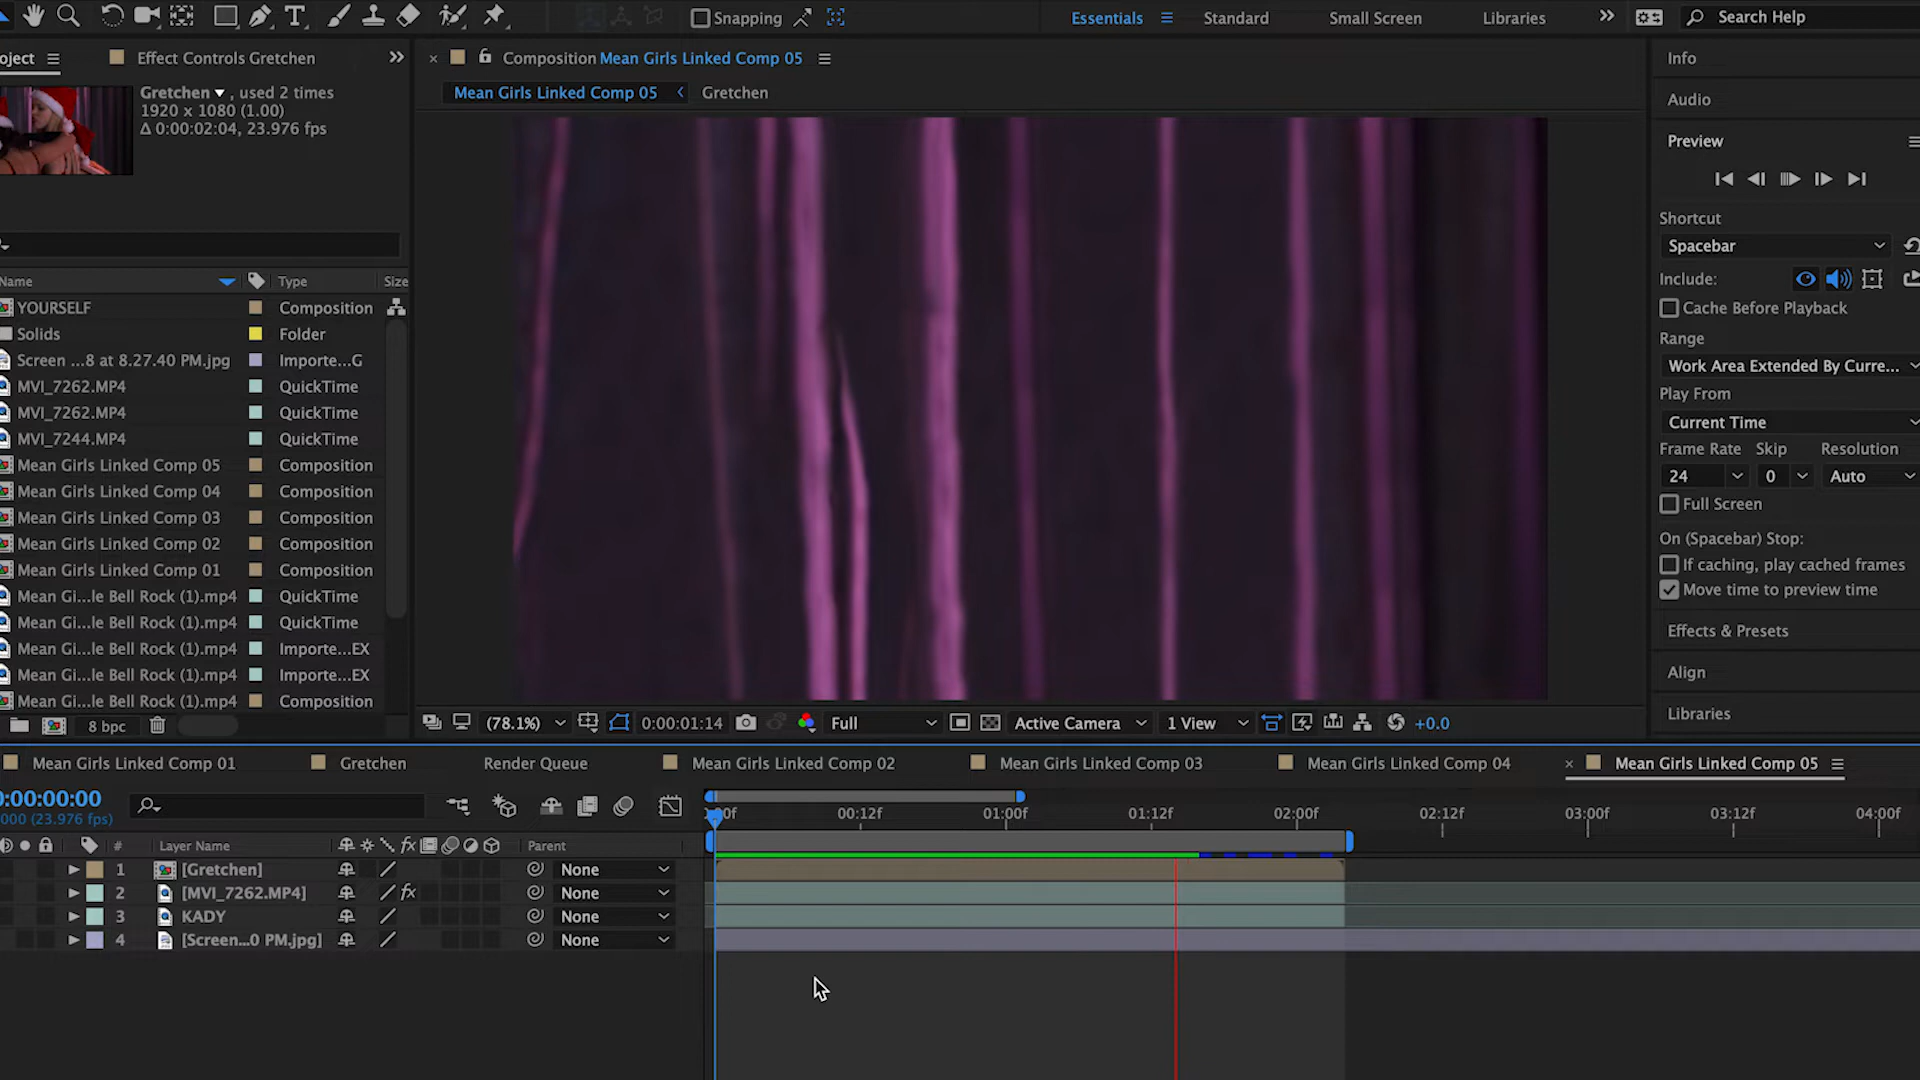 Snapping
Essentials
Standard
Small Screen
Libraries
Search Help
oject
Effect Controls Gretchen
Composition Mean Girls Linked Comp 05
Info
Mean Girls Linked Comp 05
Gretchen
Gretchen , used 2 times
1920 x 1080 (1.00)
Δ 0:00:02:04, 23.976 fps
Audio
Preview
Shortcut
Spacebar
Include:
Cache Before Playback
Range
Work Area Extended By Curre...
Play From
Current Time
Frame Rate Skip Resolution
24 0 Auto
Full Screen
On (Spacebar) Stop:
If caching, play cached frames
Move time to preview time
Effects & Presets
Align
Libraries
Name Type Size
YOURSELF Composition
Solids Folder
Screen ...8 at 8.27.40 PM.jpg Importe...G
MVI_7262.MP4 QuickTime
MVI_7262.MP4 QuickTime
MVI_7244.MP4 QuickTime
Mean Girls Linked Comp 05 Composition
Mean Girls Linked Comp 04 Composition
Mean Girls Linked Comp 03 Composition
Mean Girls Linked Comp 02 Composition
Mean Girls Linked Comp 01 Composition
Mean Gi...le Bell Rock (1).mp4 QuickTime
Mean Gi...le Bell Rock (1).mp4 QuickTime
Mean Gi...le Bell Rock (1).mp4 Importe...EX
Mean Gi...le Bell Rock (1).mp4 Importe...EX
Mean Gi...le Bell Rock (1).mp4 Composition
8 bpc
(78.1%) 0:00:01:14 Full Active Camera 1 View +0.0
Mean Girls Linked Comp 01
Gretchen
Render Queue
Mean Girls Linked Comp 02
Mean Girls Linked Comp 03
Mean Girls Linked Comp 04
Mean Girls Linked Comp 05
0:00:00:00
000 (23.976 fps)
:00f 00:12f 01:00f 01:12f 02:00f 02:12f 03:00f 03:12f 04:00f
# Layer Name fx Parent
1 [Gretchen] None
2 [MVI_7262.MP4] fx None
3 KADY None
4 [Screen...0 PM.jpg] None